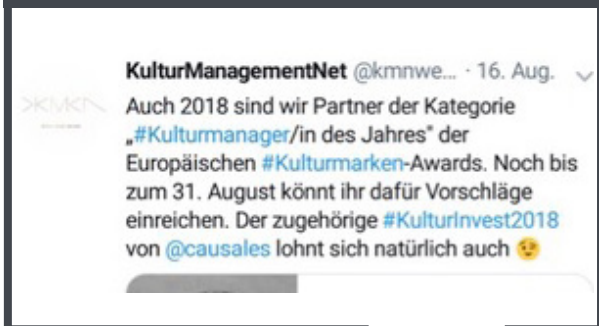 KulturManagementNet @kmnwe... · 16. Aug.
Auch 2018 sind wir Partner der Kategorie
„#Kulturmanager/in des Jahres" der
Europäischen #Kulturmarken-Awards. Noch bis
zum 31. August könnt ihr dafür Vorschläge
einreichen. Der zugehörige #KulturInvest2018
von @causales lohnt sich natürlich auch 😉